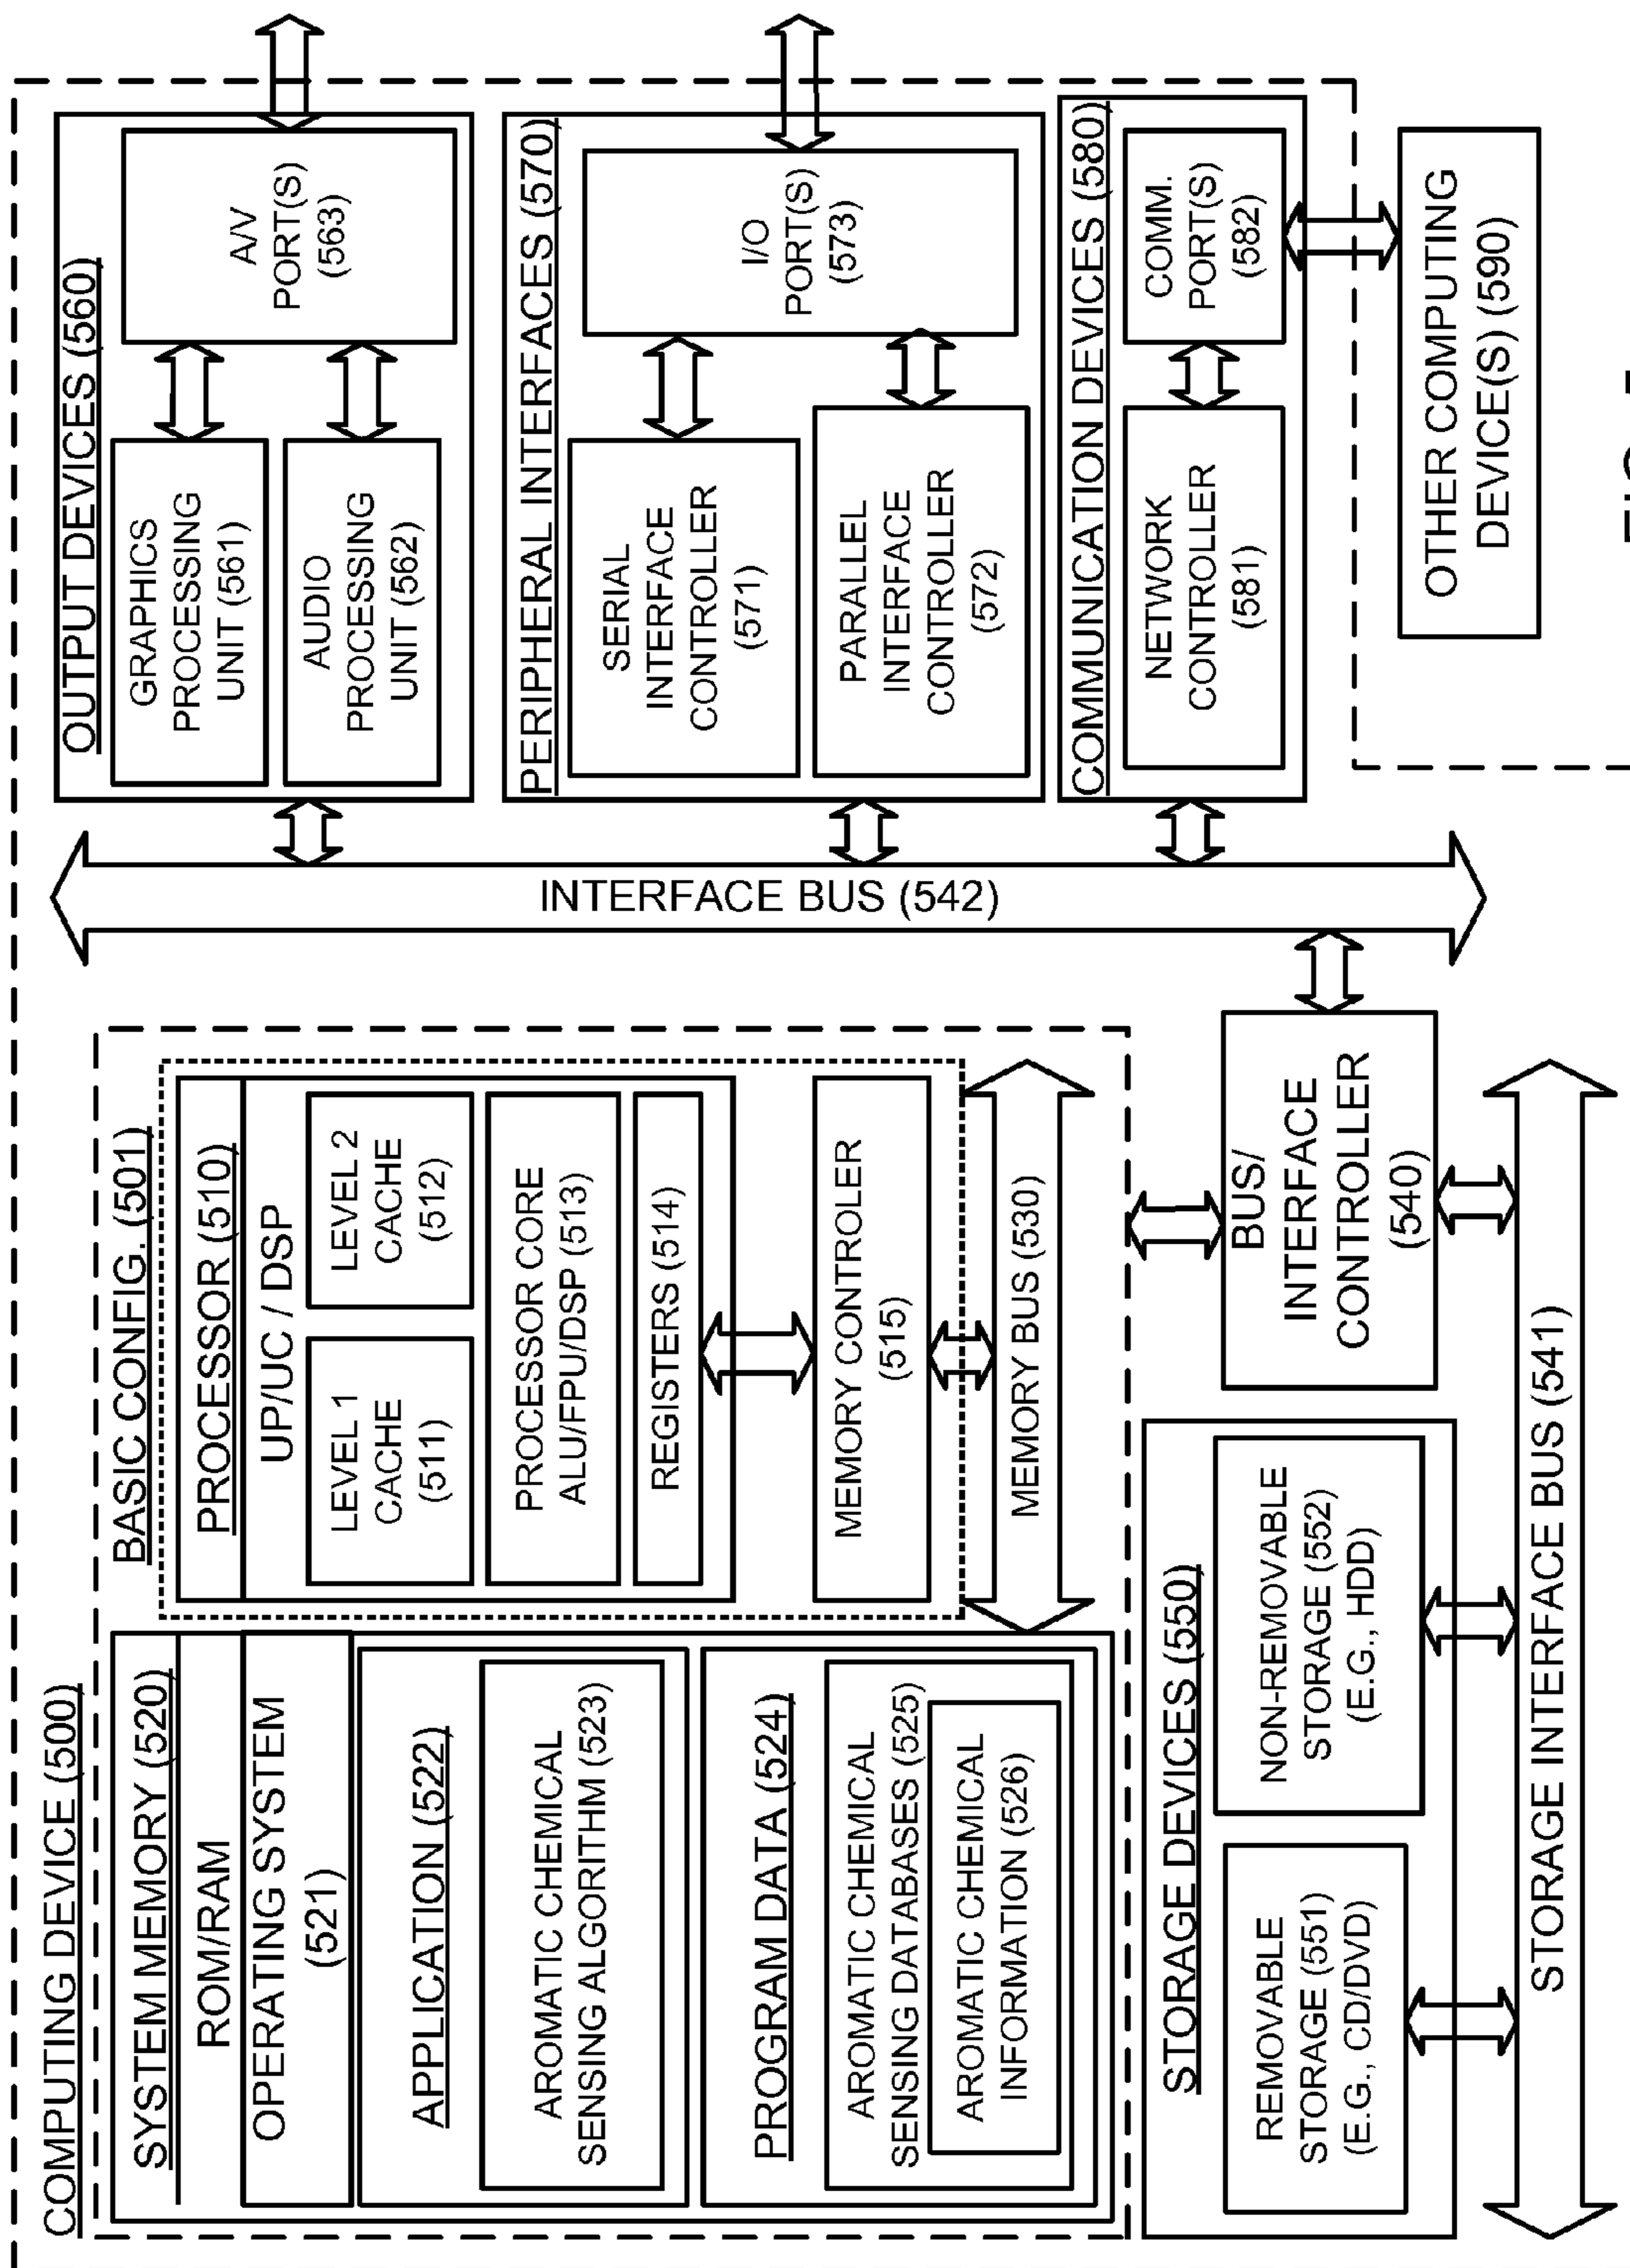 COMPUTING DEVICE (500)
BASIC CONFIG. (501)
SYSTEM MEMORY (520)
ROM/RAM
OPERATING SYSTEM
(521)
APPLICATION (522)
AROMATIC CHEMICAL
SENSING ALGORITHM (523)
PROGRAM DATA (524)
AROMATIC CHEMICAL
SENSING DATABASES (525)
AROMATIC CHEMICAL
INFORMATION (526)
PROCESSOR (510)
UP/UC / DSP
LEVEL 1
CACHE
(511)
LEVEL 2
CACHE
(512)
PROCESSOR CORE
ALU/FPU/DSP (513)
REGISTERS (514)
MEMORY CONTROLLER
(515)
MEMORY BUS (530)
STORAGE DEVICES (550)
REMOVABLE
STORAGE (551)
(E.G., CD/DVD)
NON-REMOVABLE
STORAGE (552)
(E.G., HDD)
BUS/
INTERFACE
CONTROLLER
(540)
STORAGE INTERFACE BUS (541)
INTERFACE BUS (542)
OUTPUT DEVICES (560)
GRAPHICS
PROCESSING
UNIT (561)
AUDIO
PROCESSING
UNIT (562)
A/V
PORT(S)
(563)
PERIPHERAL INTERFACES (570)
SERIAL
INTERFACE
CONTROLLER
(571)
PARALLEL
INTERFACE
CONTROLLER
(572)
I/O
PORT(S)
(573)
COMMUNICATION DEVICES (580)
NETWORK
CONTROLLER
(581)
COMM.
PORT(S)
(582)
OTHER COMPUTING
DEVICE(S) (590)